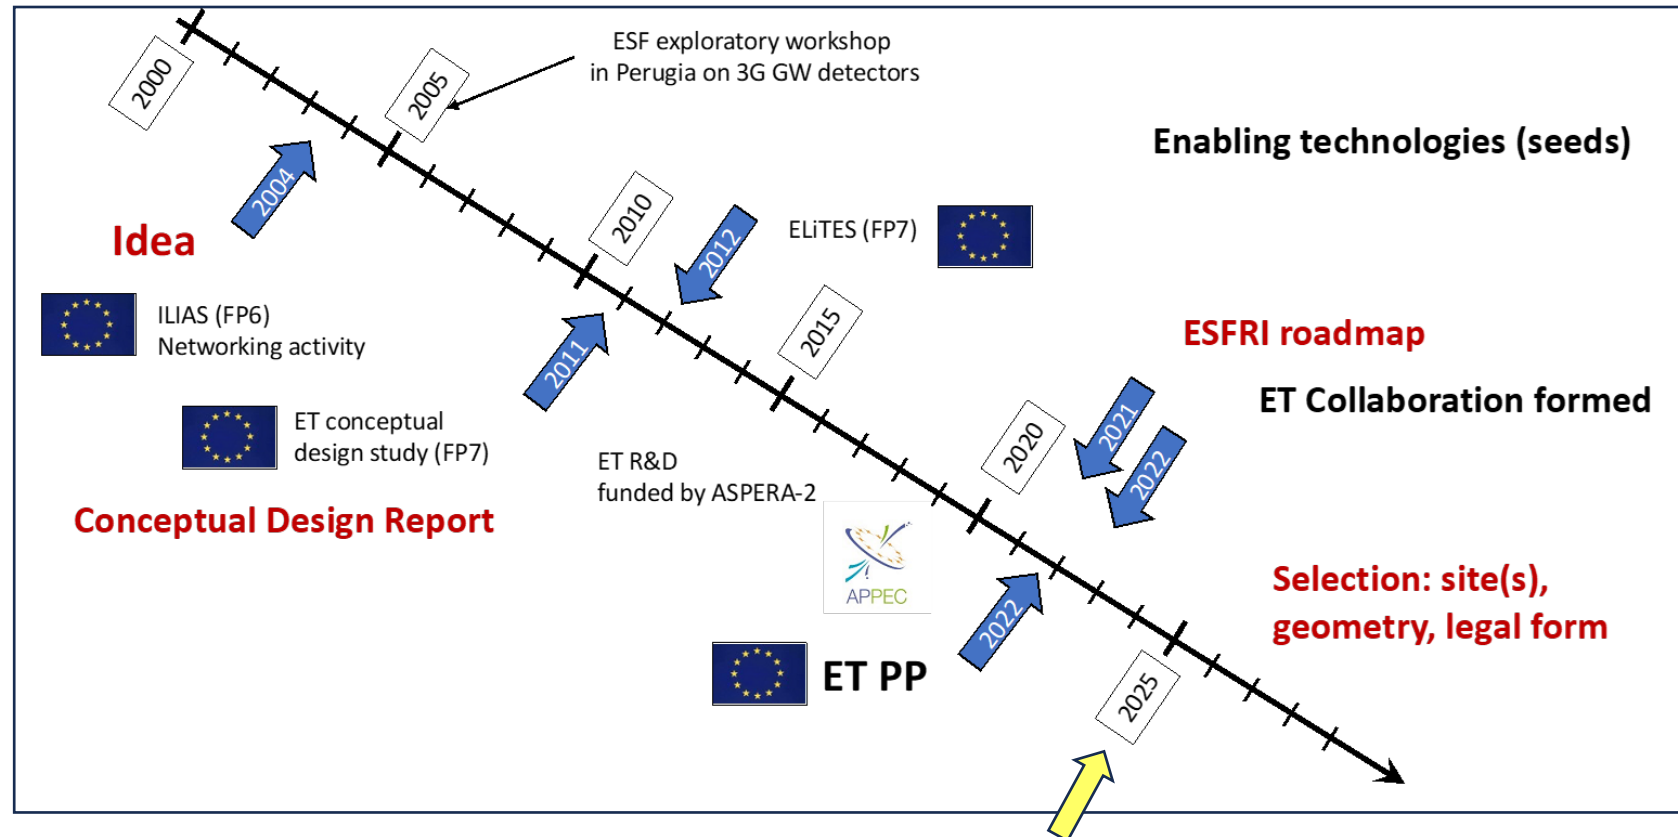 2000
2005
ESF exploratory workshop
in Perugia on 3G GW detectors
Enabling technologies (seeds)
2004
Idea
2010
2012
ELiTES (FP7)
ILIAS (FP6)
Networking activity
2011
2015
ESFRI roadmap
ET Collaboration formed
ET conceptual
design study (FP7)
Conceptual Design Report
ET R&D
funded by ASPERA-2
APPEC
2020
2021
2022
2022
ET PP
Selection: site(s),
geometry, legal form
2025